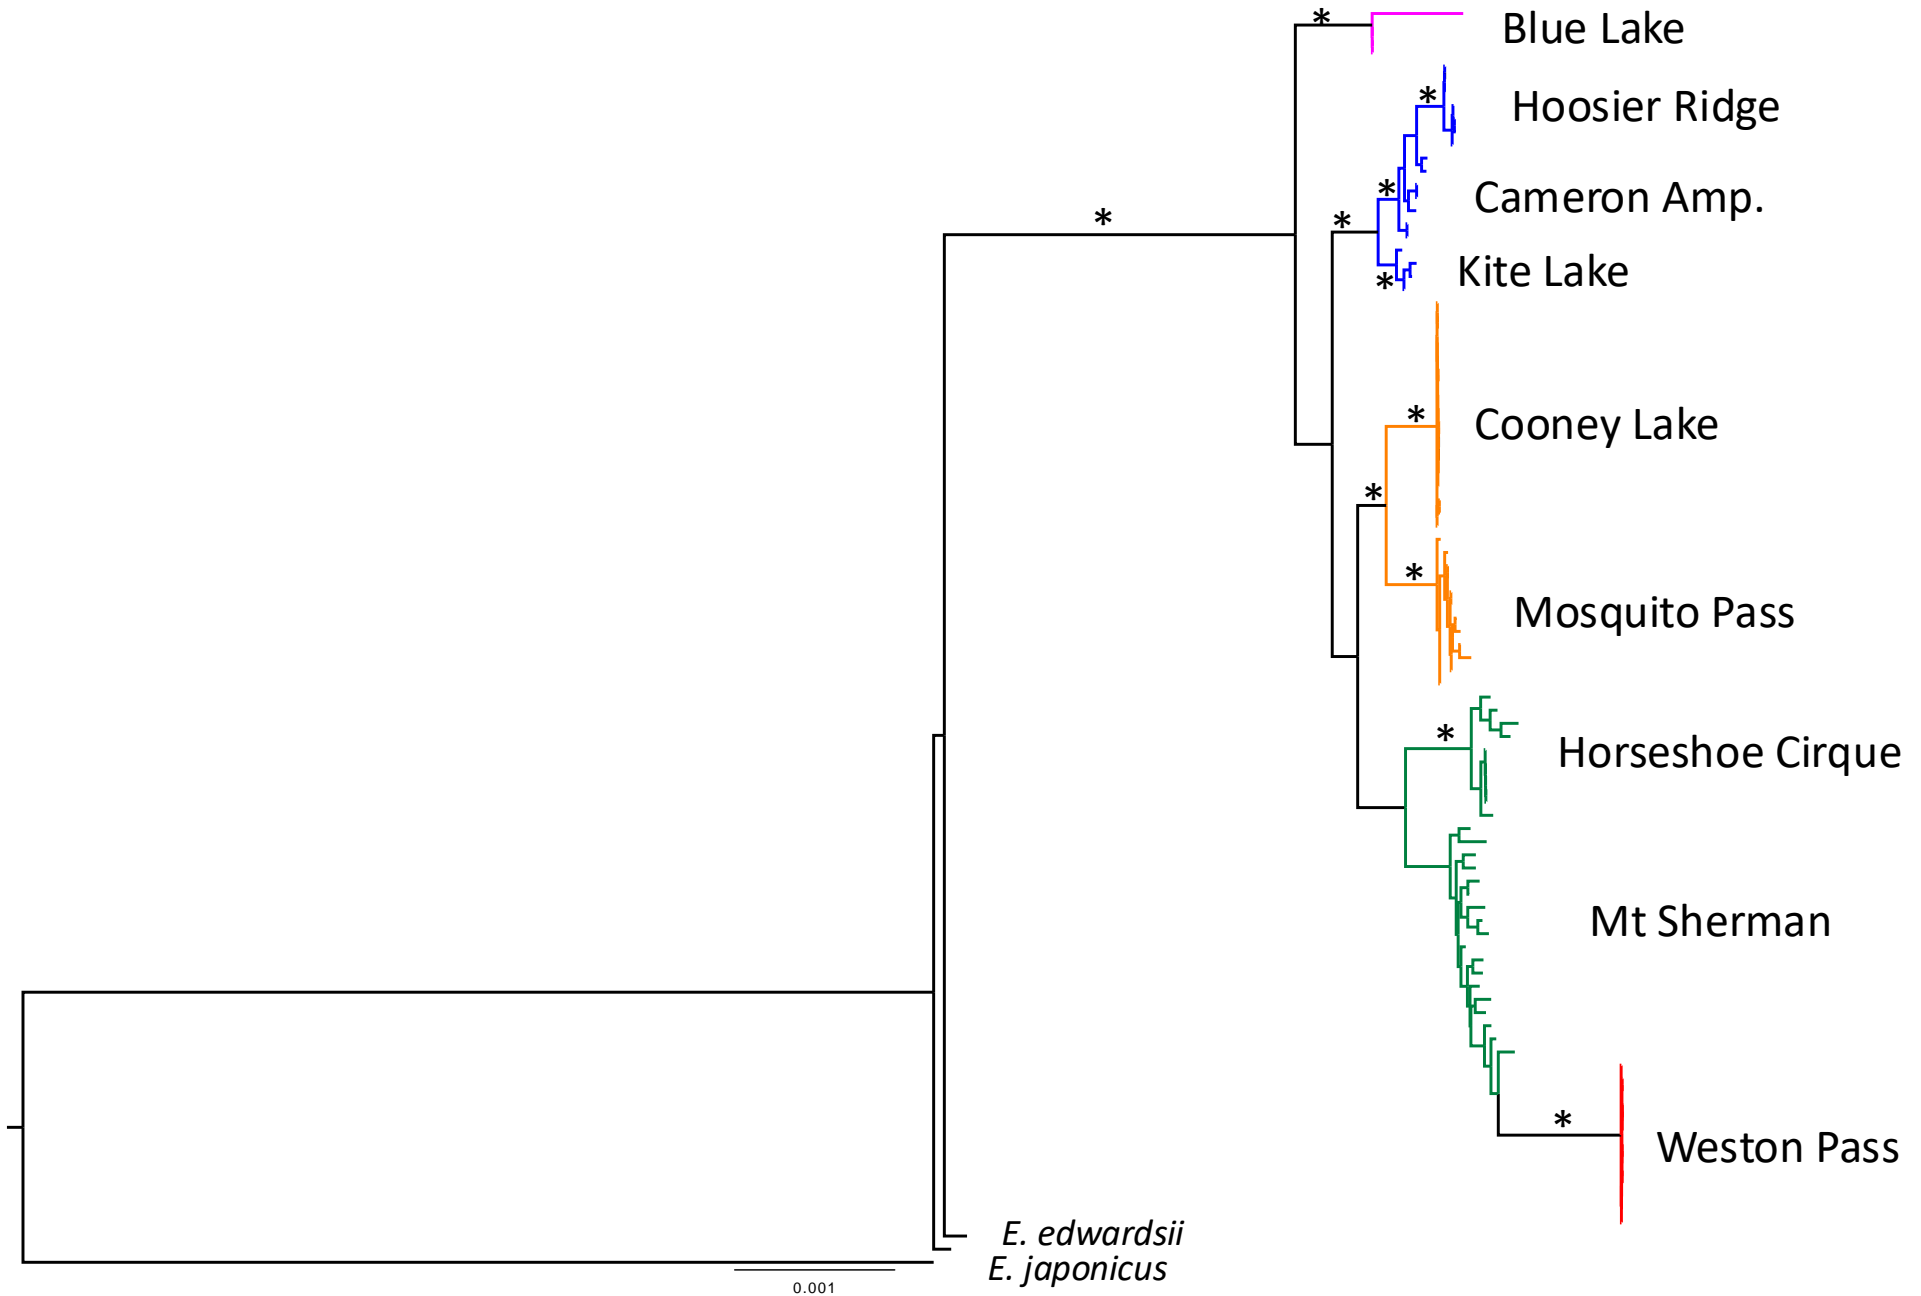 *
Blue Lake
*
Hoosier Ridge
*
Cameron Amp.
*
*
Kite Lake
*
*
Cooney Lake
*
*
Mosquito Pass
*
Horseshoe Cirque
Mt Sherman
*
Weston Pass
E. edwardsii
E. japonicus
0.001